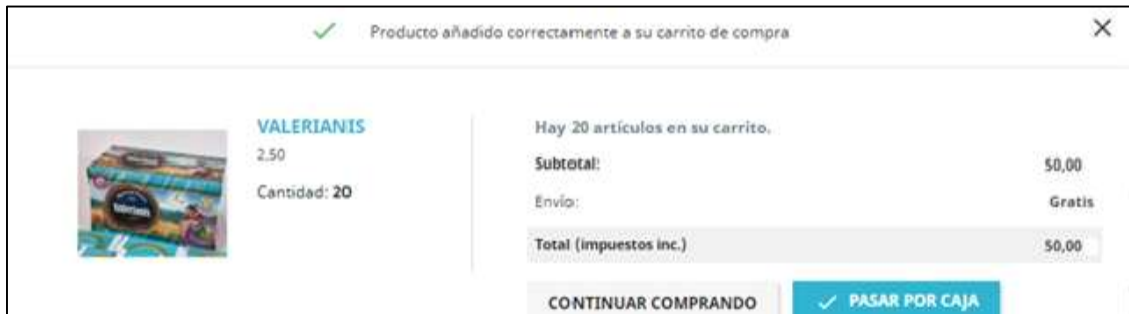 Producto añadido correctamente a su carrito de compra
VALERIANIS
2,50
Cantidad: 20
Valerianis
Hay 20 artículos en su carrito.
Subtotal: 50,00
Envío: Gratis
Total (impuestos inc.) 50,00
CONTINUAR COMPRANDO
PASAR POR CAJA